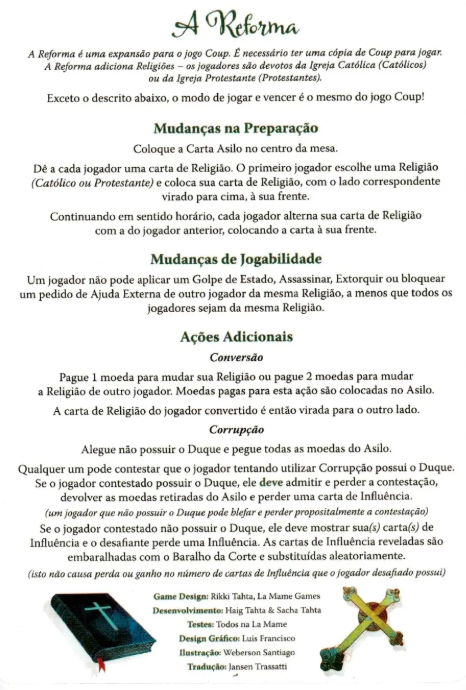 A Reforma
A Reforma é uma expansão para o jogo Coup. É necessário ter uma cópia de Coup para jogar.
A Reforma adiciona Religiões – os jogadores são devotos da Igreja Católica (Católicos)
ou da Igreja Protestante (Protestantes).
Exceto o descrito abaixo, o modo de jogar e vencer é o mesmo do jogo Coup!
Mudanças na Preparação
Coloque a Carta Asilo no centro da mesa.
Dê a cada jogador uma carta de Religião. O primeiro jogador escolhe uma Religião
(Católico ou Protestante) e coloca sua carta de Religião, com o lado correspondente
virado para cima, à sua frente.
Continuando em sentido horário, cada jogador alterna sua carta de Religião
com a do jogador anterior, colocando a carta à sua frente.
Mudanças de Jogabilidade
Um jogador não pode aplicar um Golpe de Estado, Assassinar, Extorquir ou bloquear
um pedido de Ajuda Externa de outro jogador da mesma Religião, a menos que todos os
jogadores sejam da mesma Religião.
Ações Adicionais
Conversão
Pague 1 moeda para mudar sua Religião ou pague 2 moedas para mudar
a Religião de outro jogador. Moedas pagas para esta ação são colocadas no Asilo.
A carta de Religião do jogador convertido é então virada para o outro lado.
Corrupção
Alegue não possuir o Duque e pegue todas as moedas do Asilo.
Qualquer um pode contestar que o jogador tentando utilizar Corrupção possui o Duque.
Se o jogador contestado possuir o Duque, ele deve admitir e perder a contestação,
devolver as moedas retiradas do Asilo e perder uma carta de Influência.
(um jogador que não possuir o Duque pode blefar e perder propositalmente a contestação)
Se o jogador contestado não possuir o Duque, ele deve mostrar sua(s) carta(s) de
Influência e o desafiante perde uma Influência. As cartas de Influência reveladas são
embaralhadas com o Baralho da Corte e substituídas aleatoriamente.
(isto não causa perda ou ganho no número de cartas de Influência que o jogador desafiado possui)
Game Design: Rikki Tahta, La Mame Games
Desenvolvimento: Haig Tahta & Sacha Tahta
Testes: Todos na La Mame
Design Gráfico: Luis Francisco
Ilustração: Weberson Santiago
Tradução: Jansen Trassatti